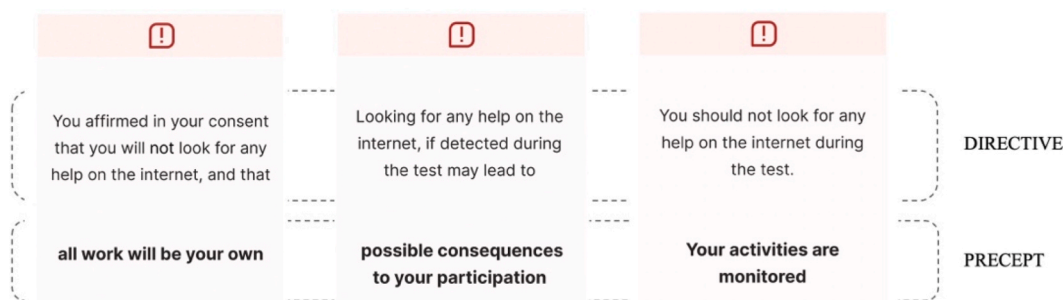 You affirmed in your consent
that you will not look for any
help on the internet, and that
all work will be your own
Looking for any help on the
internet, if detected during
the test may lead to
possible consequences
to your participation
You should not look for any
help on the internet during
the test.
Your activities are
monitored
DIRECTIVE
PRECEPT